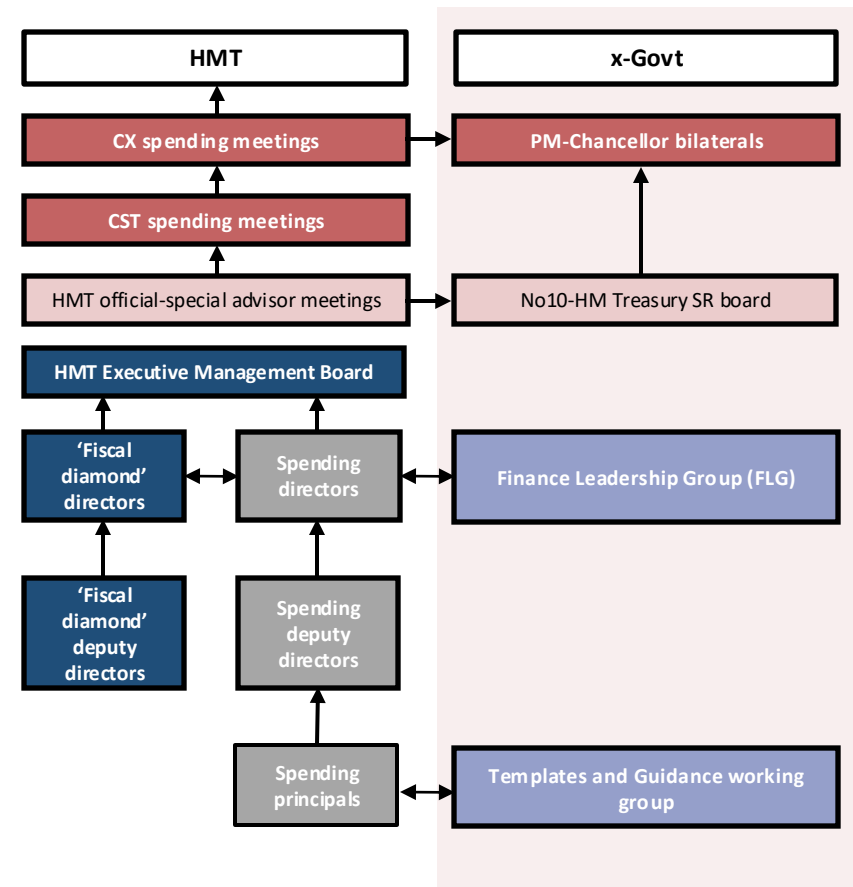 HMT
x-Govt
CX spending meetings
PM-Chancellor bilaterals
CST spending meetings
HMT official-special advisor meetings
No10-HM Treasury SR board
HMT Executive Management Board
‘Fiscal
diamond’
directors
Spending
directors
Finance Leadership Group (FLG)
‘Fiscal
diamond’
deputy
directors
Spending
deputy
directors
Spending
principals
Templates and Guidance working
group